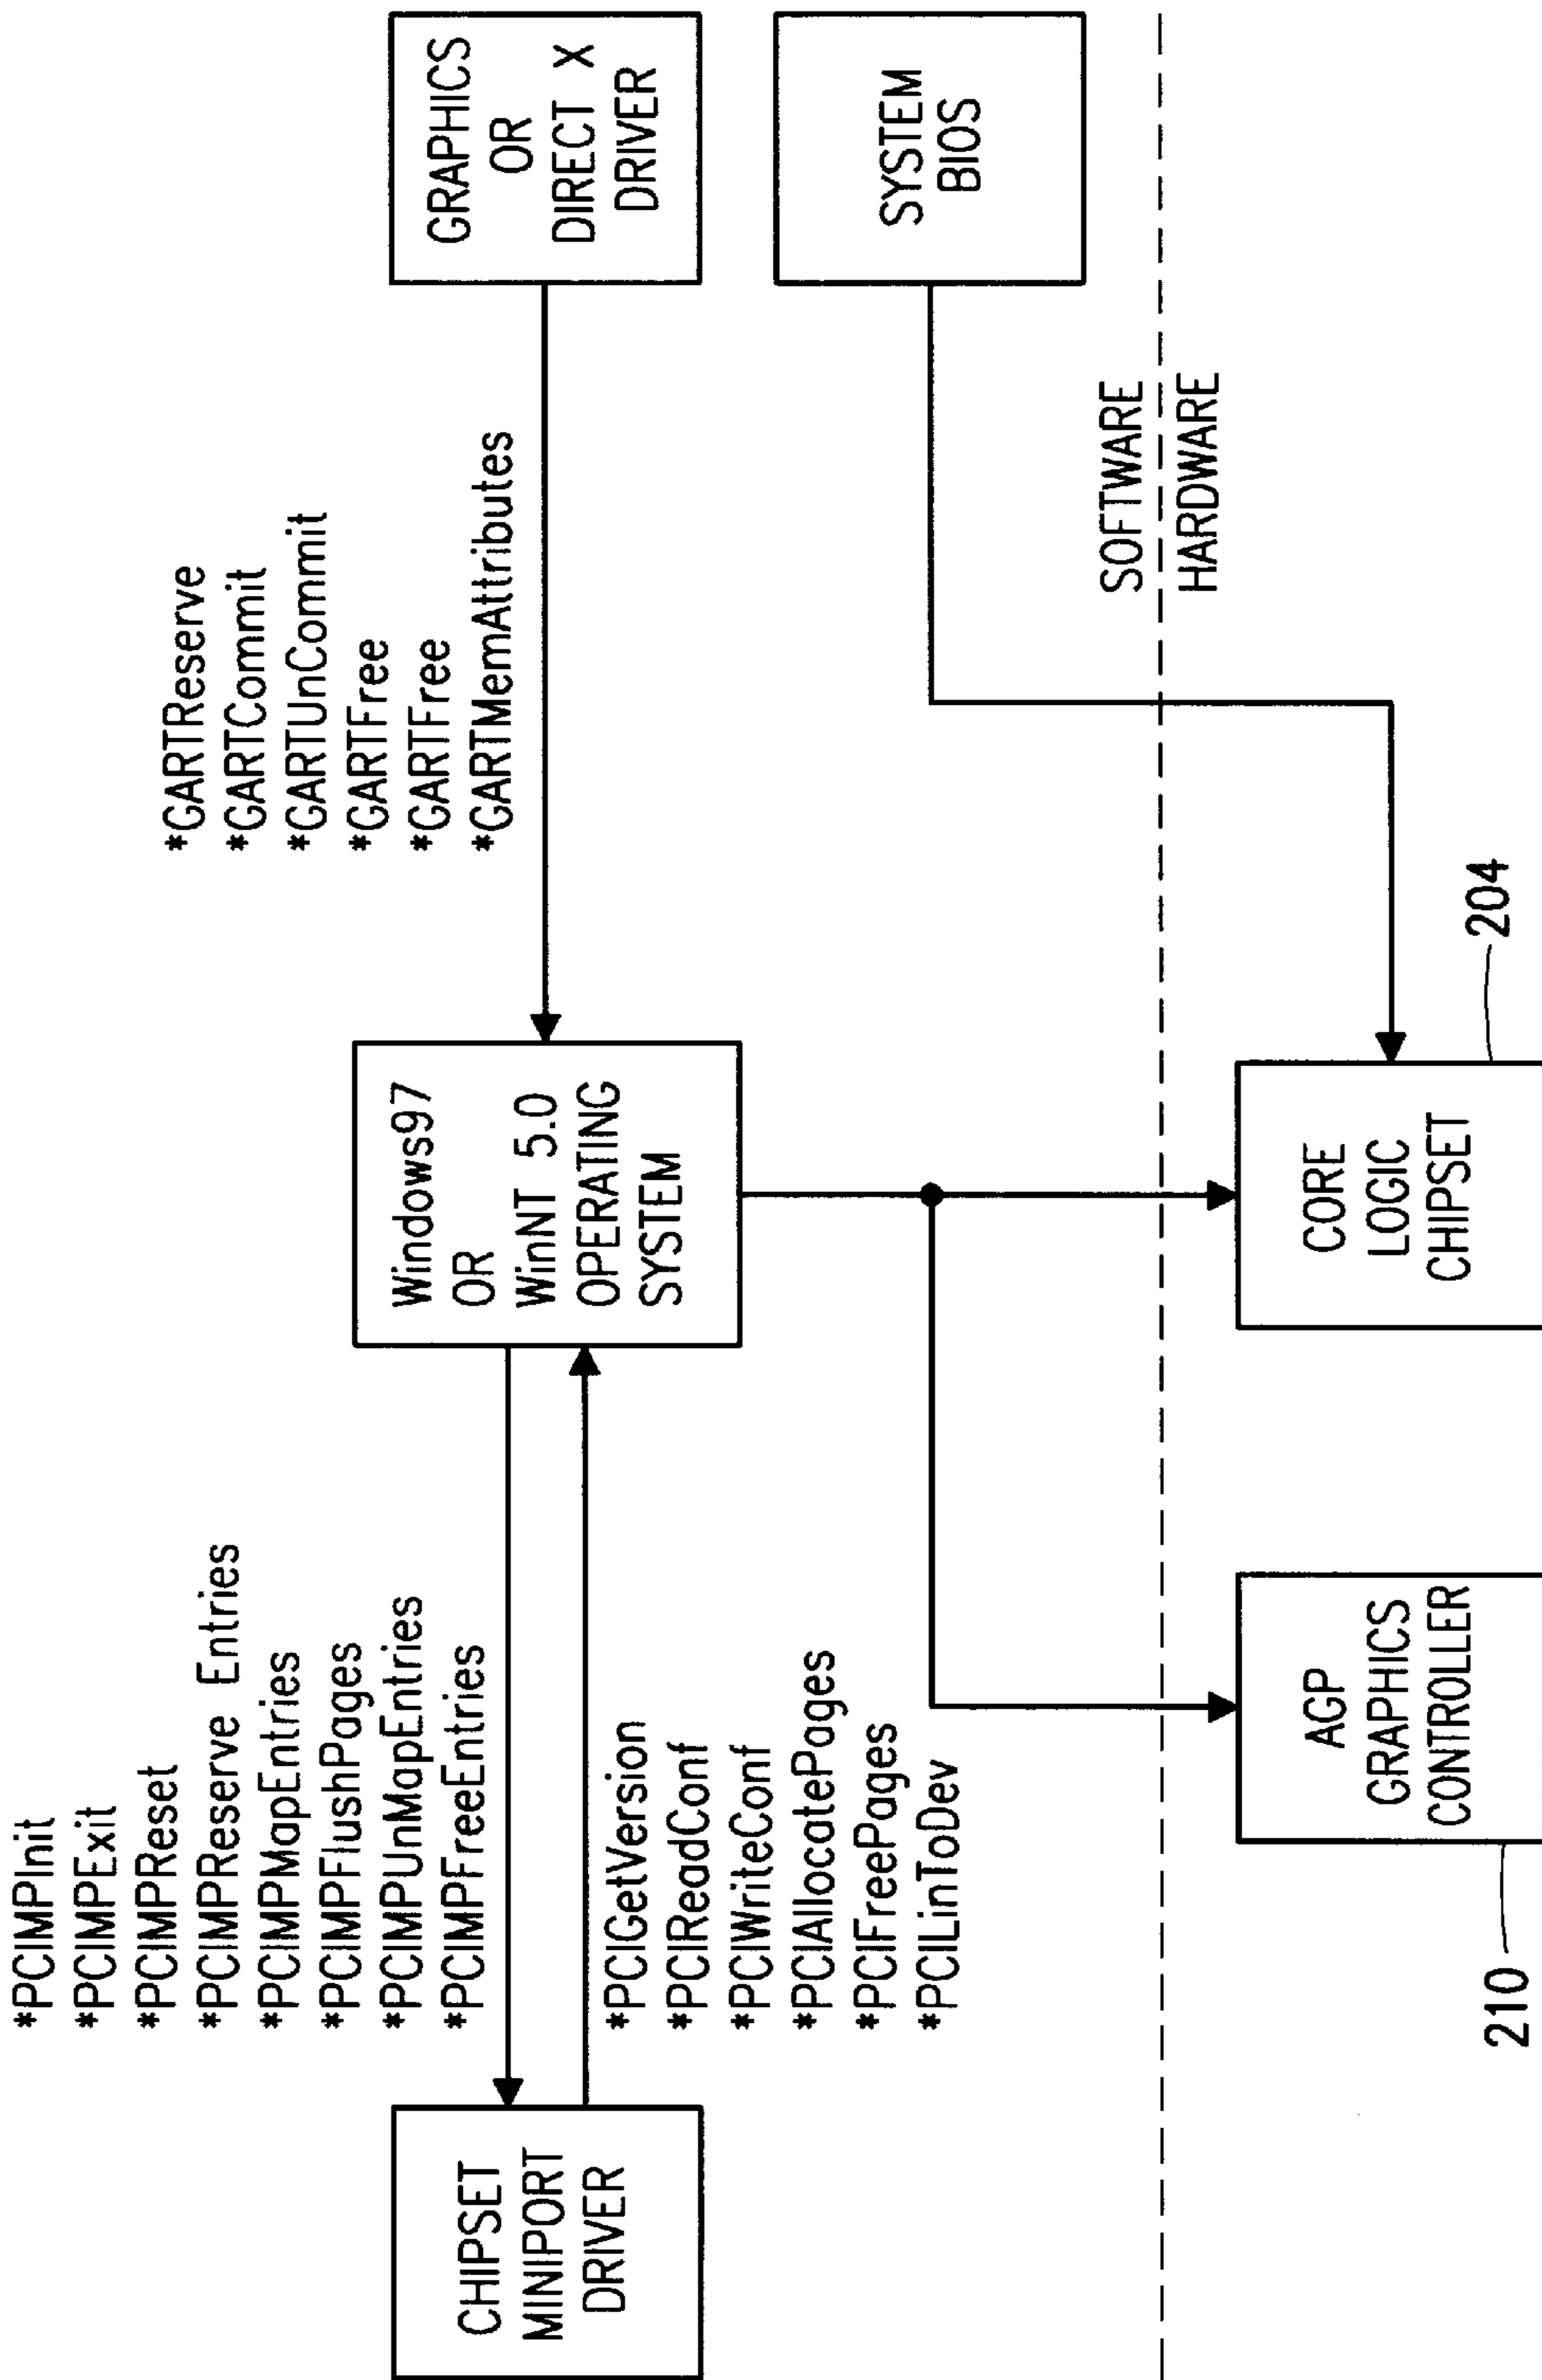 *PCIMPInit
*PCIMPExit
*PCIMPReset
*PCIMPReserve Entries
*PCIMPMapEntries
*PCIMPFlushPages
*PCIMPUnMapEntries
*PCIMPFreeEntries
*GARTReserve
*GARTCommit
*GARTUnCommit
*GARTFree
*GARTFree
*GARTMemAttributes
CHIPSET
MINIPORT
DRIVER
Windows97
OR
WinNT 5.0
OPERATING
SYSTEM
GRAPHICS
OR
DIRECT X
DRIVER
*PCIGetVersion
*PCIReadConf
*PCIWriteConf
*PCIAllocatePages
*PCIFreePages
*PCILinToDev
SYSTEM
BIOS
SOFTWARE
HARDWARE
AGP
GRAPHICS
CONTROLLER
210
CORE
LOGIC
CHIPSET
204